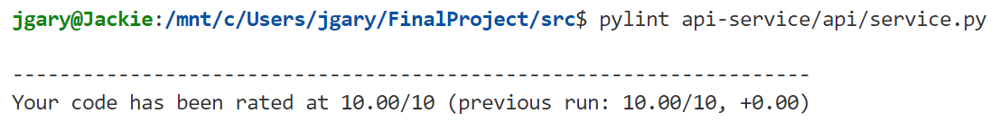 jgary@Jackie:/mnt/c/Users/jgary/FinalProject/src$ pylint api-service/api/service.py
--------------------------------------------------------------------
Your code has been rated at 10.00/10 (previous run: 10.00/10, +0.00)